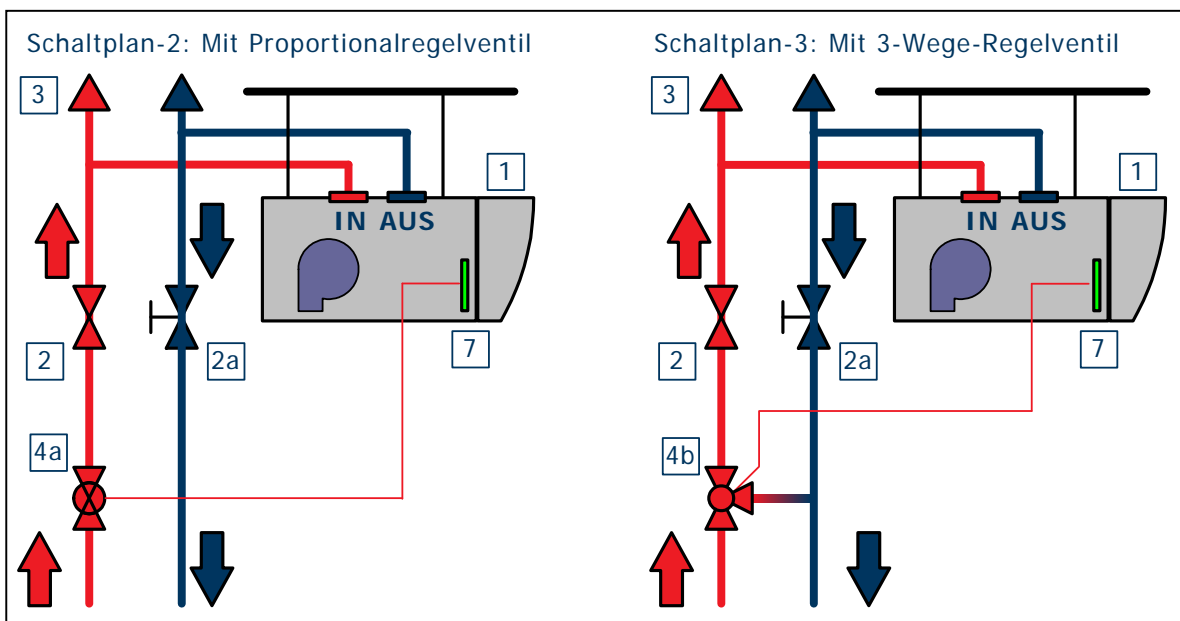 Schaltplan-2: Mit Proportionalregelventil
3
1
IN AUS
2
2a
7
4a
Schaltplan-3: Mit 3-Wege-Regelventil
3
1
IN AUS
2
2a
7
4b